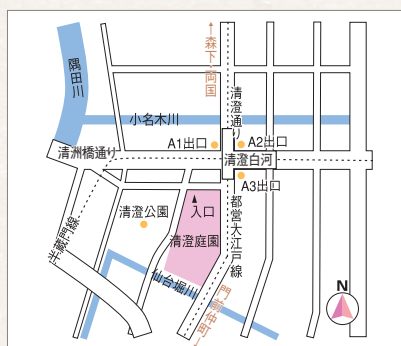 ↑森下・両国
隅田川
清澄通り
小名木川
A1出口
A2出口
清洲橋通り
清澄白河
A3出口
半蔵門線
清澄公園
入口
都営大江戸線
清澄庭園
仙台堀川
門前仲町↓
N